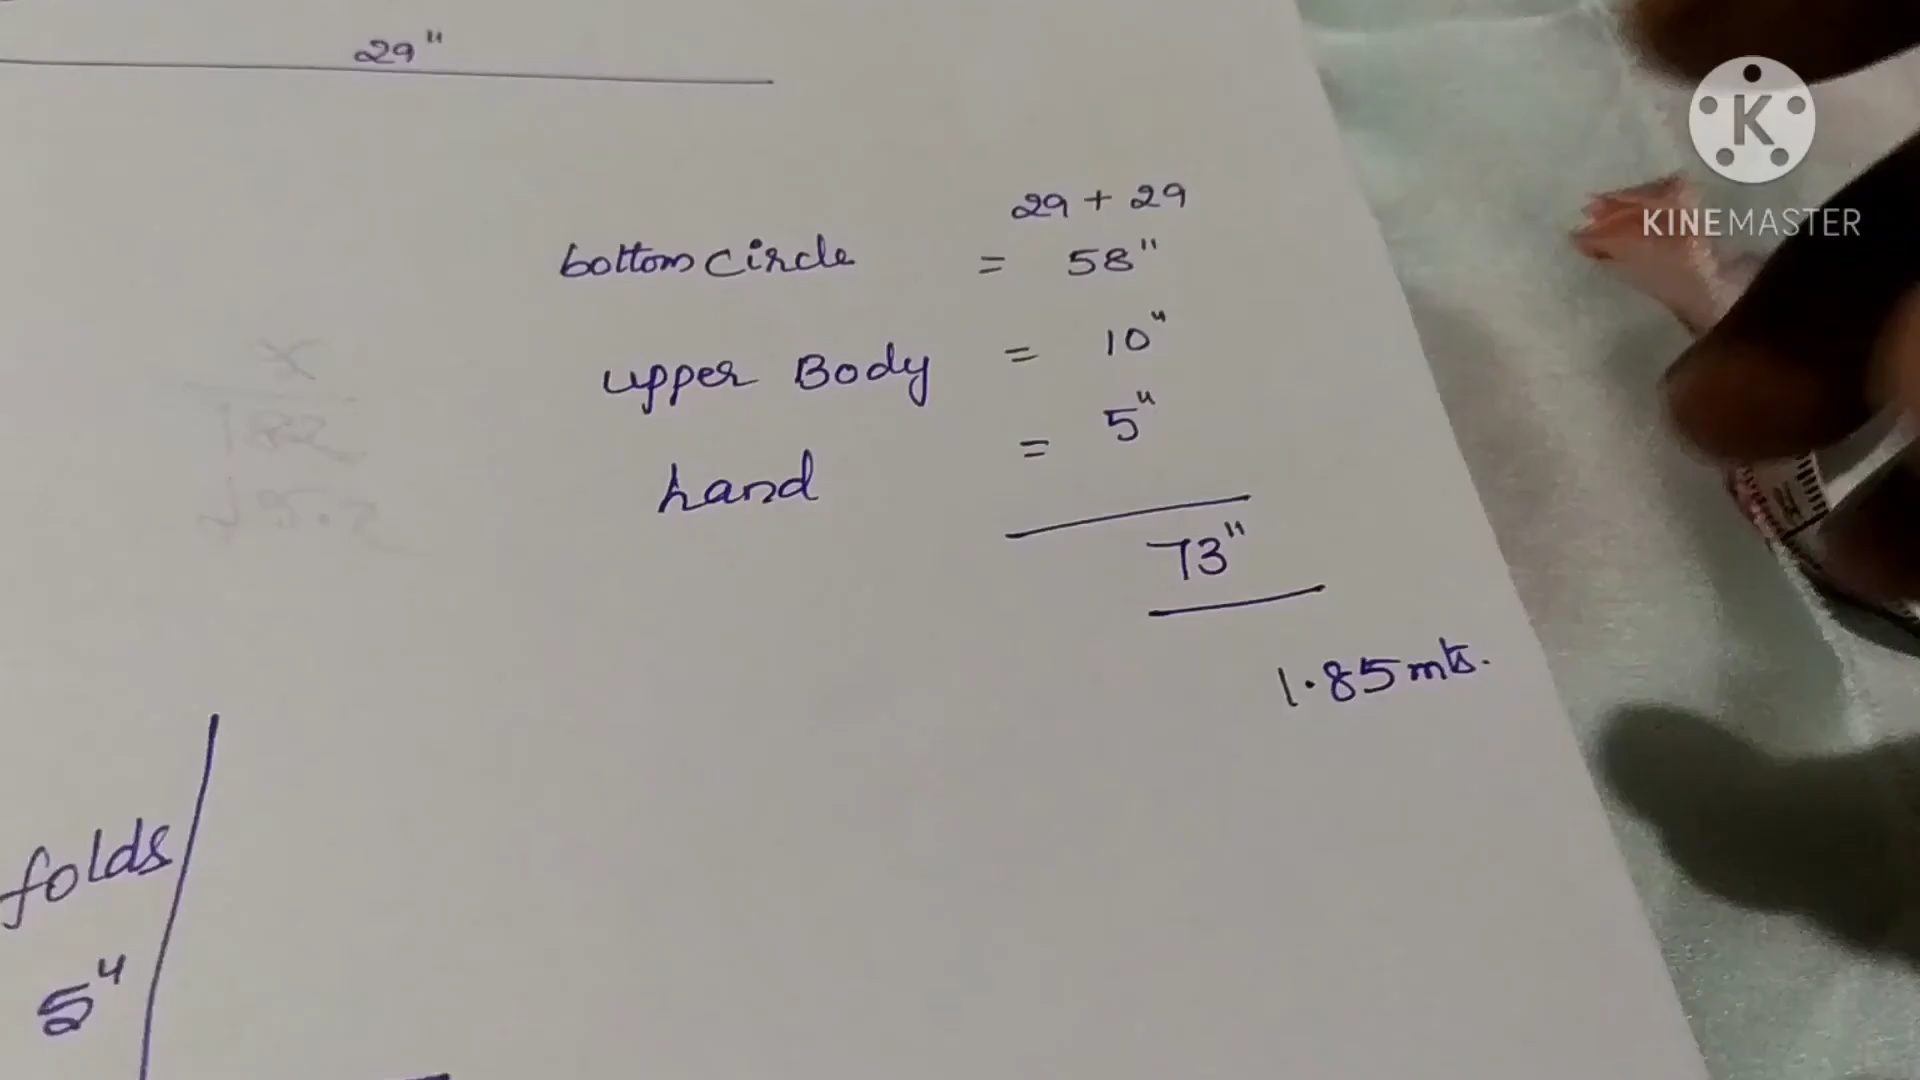 29"
29 + 29
bottom circle = 58"
upper Body = 10"
hand = 5"
73"
1.85 mts.
folds
5"
K
KINEMASTER